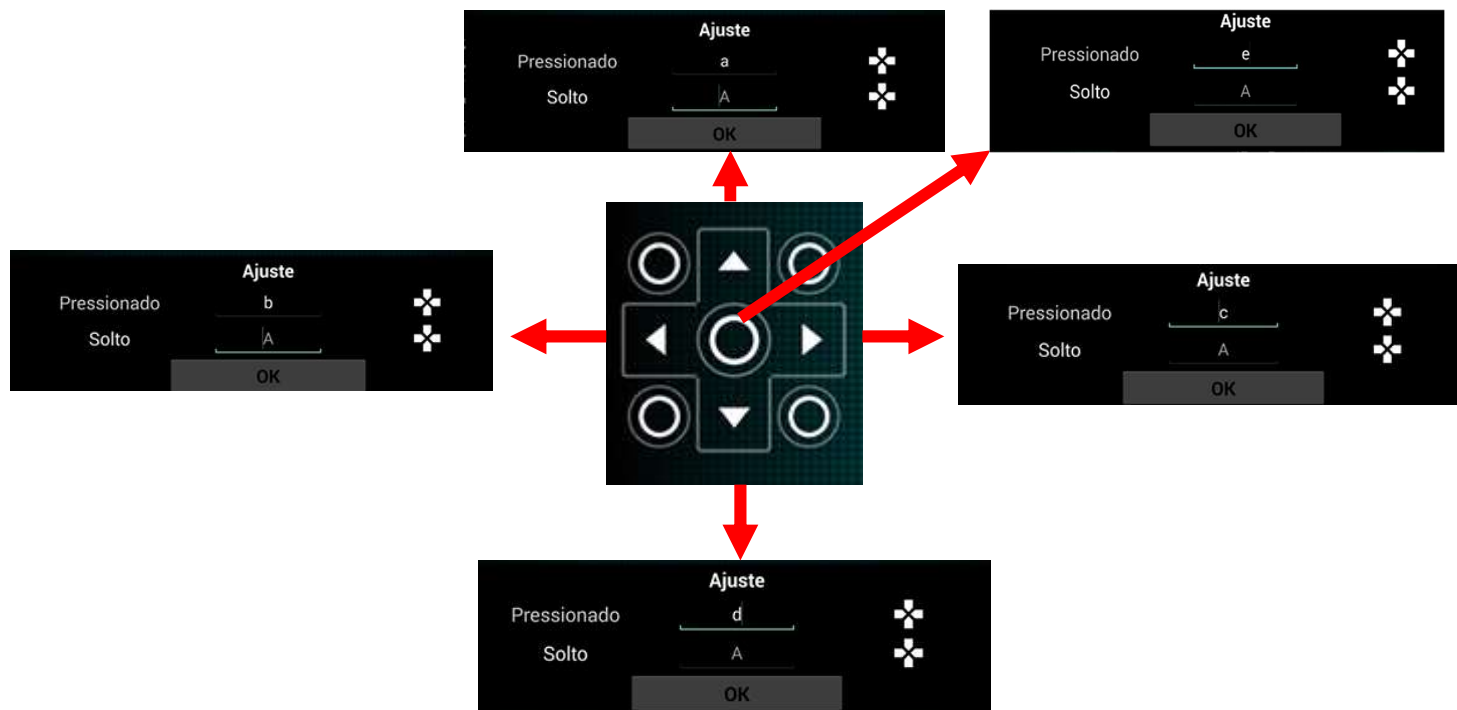 Ajuste
Pressionado a
Solto A
OK
Ajuste
Pressionado e
Solto A
OK
Ajuste
Pressionado b
Solto A
OK
Ajuste
Pressionado c
Solto A
OK
Ajuste
Pressionado d
Solto A
OK